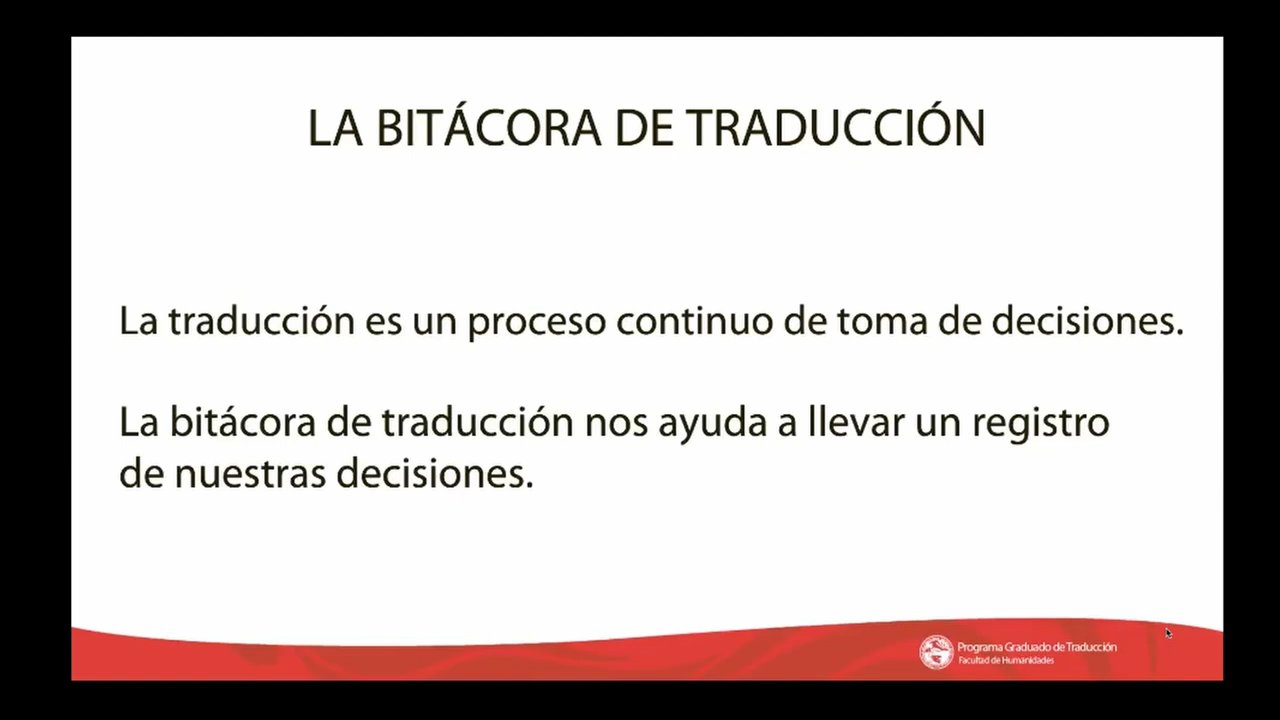 LA BITÁCORA DE TRADUCCIÓN
La traducción es un proceso continuo de toma de decisiones.
La bitácora de traducción nos ayuda a llevar un registro
de nuestras decisiones.
Programa Graduado de Traducción
Facultad de Humanidades